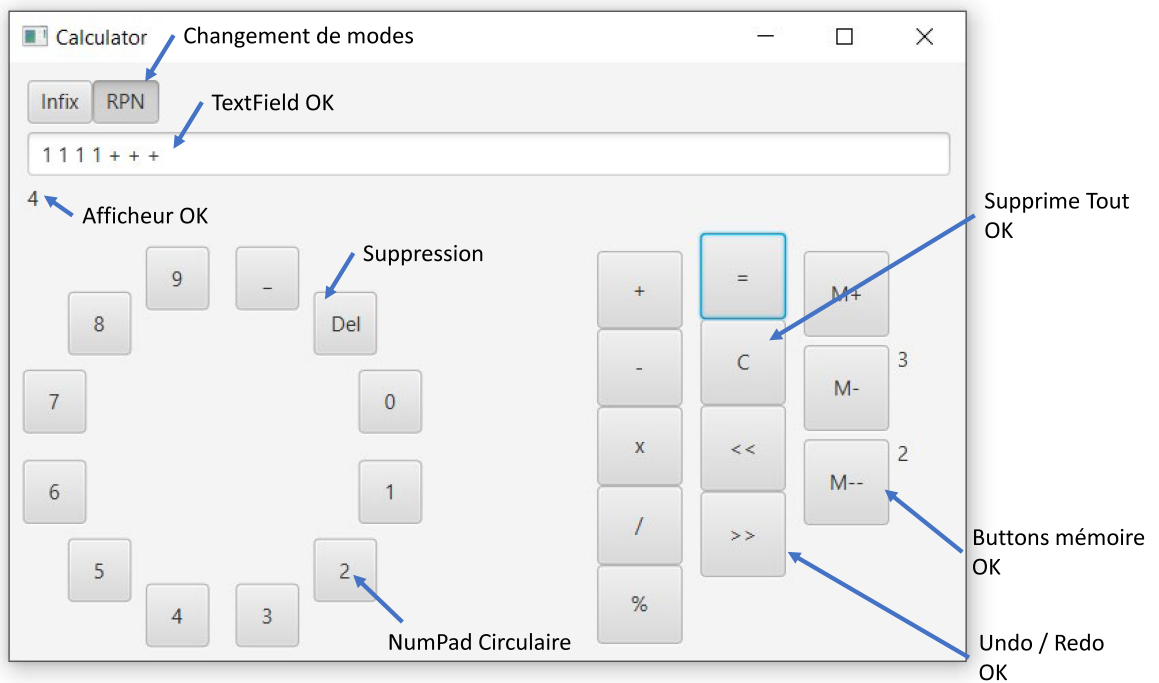 Calculator
Changement de modes
Infix
RPN
TextField OK
1 1 1 1 + + +
4
Afficheur OK
Supprime Tout
OK
Suppression
9
_
Del
8
7
0
6
1
5
2
4
3
NumPad Circulaire
+
=
M+
-
C
M-
3
x
<<
M--
2
/
>>
%
Buttons mémoire
OK
Undo / Redo
OK